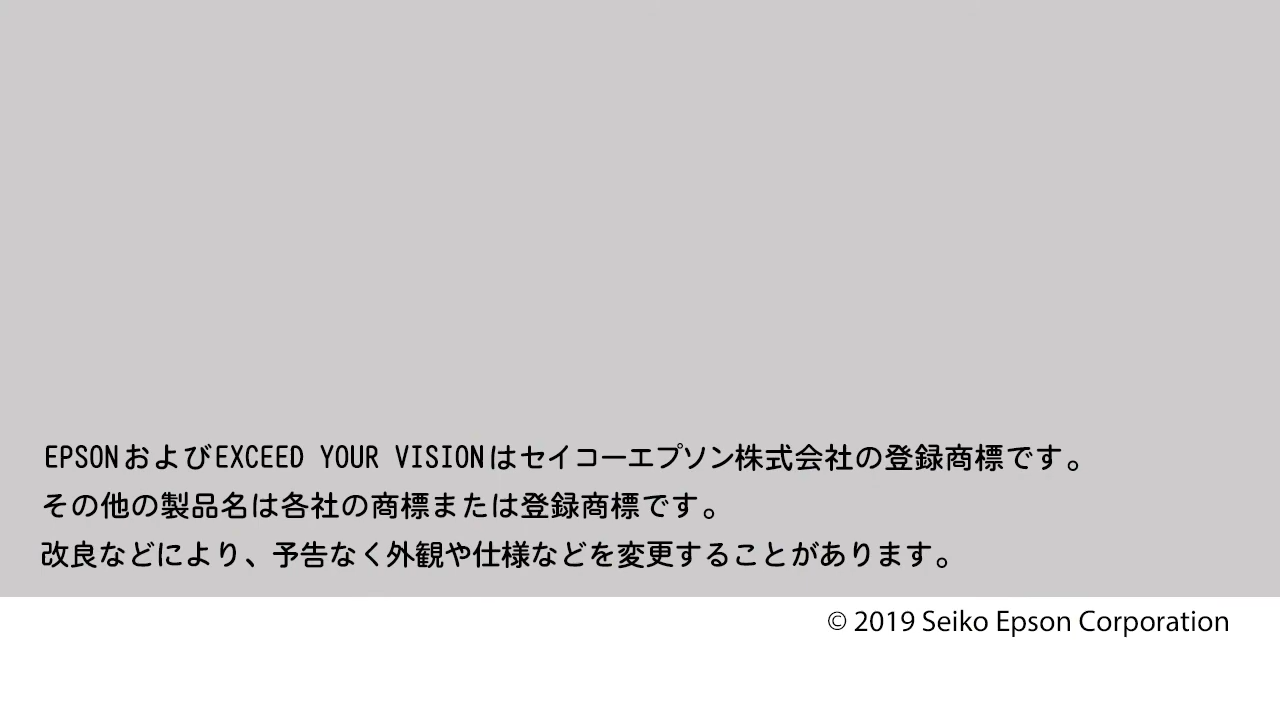 EPSONおよびEXCEED YOUR VISIONはセイコーエプソン株式会社の登録商標です。
その他の製品名は各社の商標または登録商標です。
改良などにより、予告なく外観や仕様などを変更することがあります。
© 2019 Seiko Epson Corporation